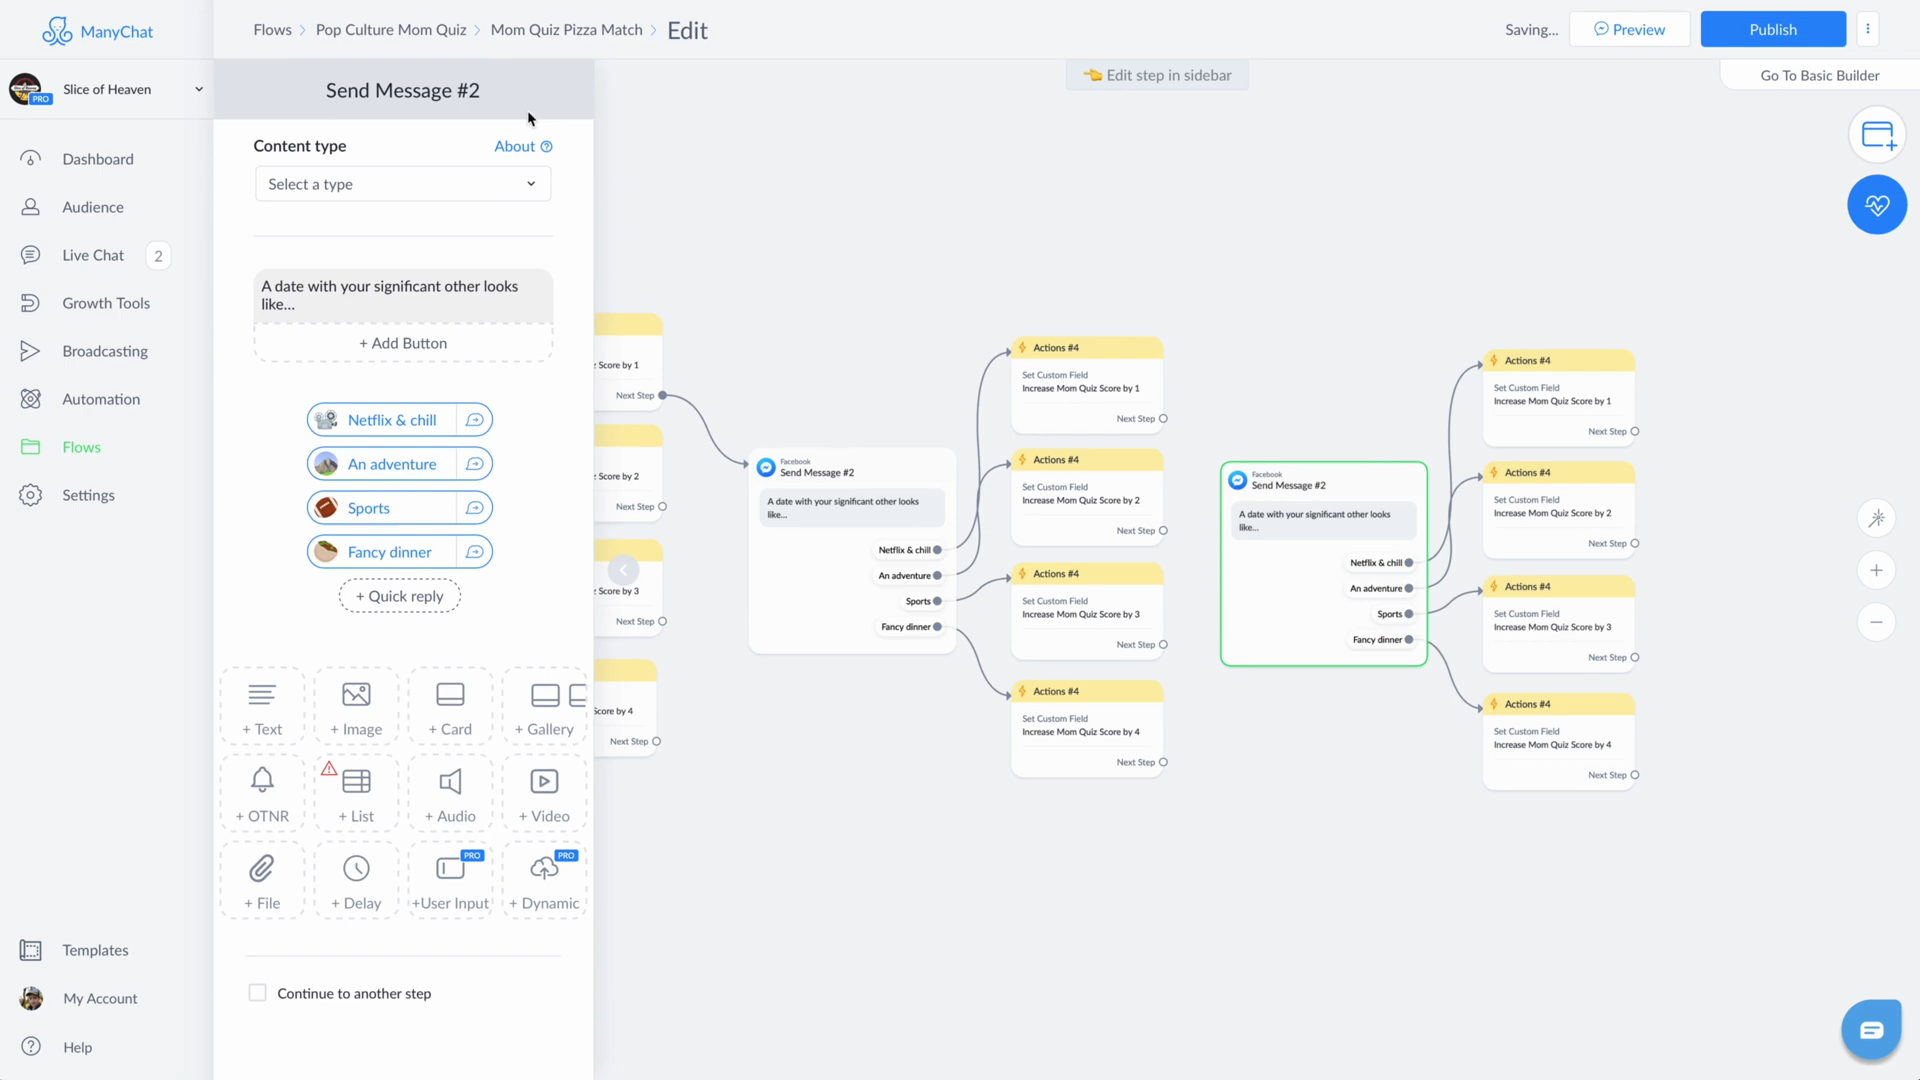 ManyChat
Flows
Pop Culture Mom Quiz
Mom Quiz Pizza Match
Edit
Saving...
Preview
Publish
PRO
Slice of Heaven
Send Message #2
Edit step in sidebar
Go To Basic Builder
Dashboard
Audience
Live Chat
2
Growth Tools
Broadcasting
Automation
Flows
Settings
Templates
My Account
Help
Content type
About
Select a type
A date with your significant other looks
like...
+ Add Button
Netflix & chill
An adventure
Sports
Fancy dinner
+ Quick reply
+ Text
+ Image
+ Card
+ Gallery
+ OTNR
+ List
+ Audio
+ Video
+ File
+ Delay
PRO
+User Input
PRO
+ Dynamic
Continue to another step
Score by 1
Next Step
Score by 2
Next Step
Score by 3
Next Step
Score by 4
Next Step
Facebook
Send Message #2
A date with your significant other looks
like...
Netflix & chill
An adventure
Sports
Fancy dinner
Actions #4
Set Custom Field
Increase Mom Quiz Score by 1
Next Step
Actions #4
Set Custom Field
Increase Mom Quiz Score by 2
Next Step
Actions #4
Set Custom Field
Increase Mom Quiz Score by 3
Next Step
Actions #4
Set Custom Field
Increase Mom Quiz Score by 4
Next Step
Facebook
Send Message #2
A date with your significant other looks
like...
Netflix & chill
An adventure
Sports
Fancy dinner
Actions #4
Set Custom Field
Increase Mom Quiz Score by 1
Next Step
Actions #4
Set Custom Field
Increase Mom Quiz Score by 2
Next Step
Actions #4
Set Custom Field
Increase Mom Quiz Score by 3
Next Step
Actions #4
Set Custom Field
Increase Mom Quiz Score by 4
Next Step